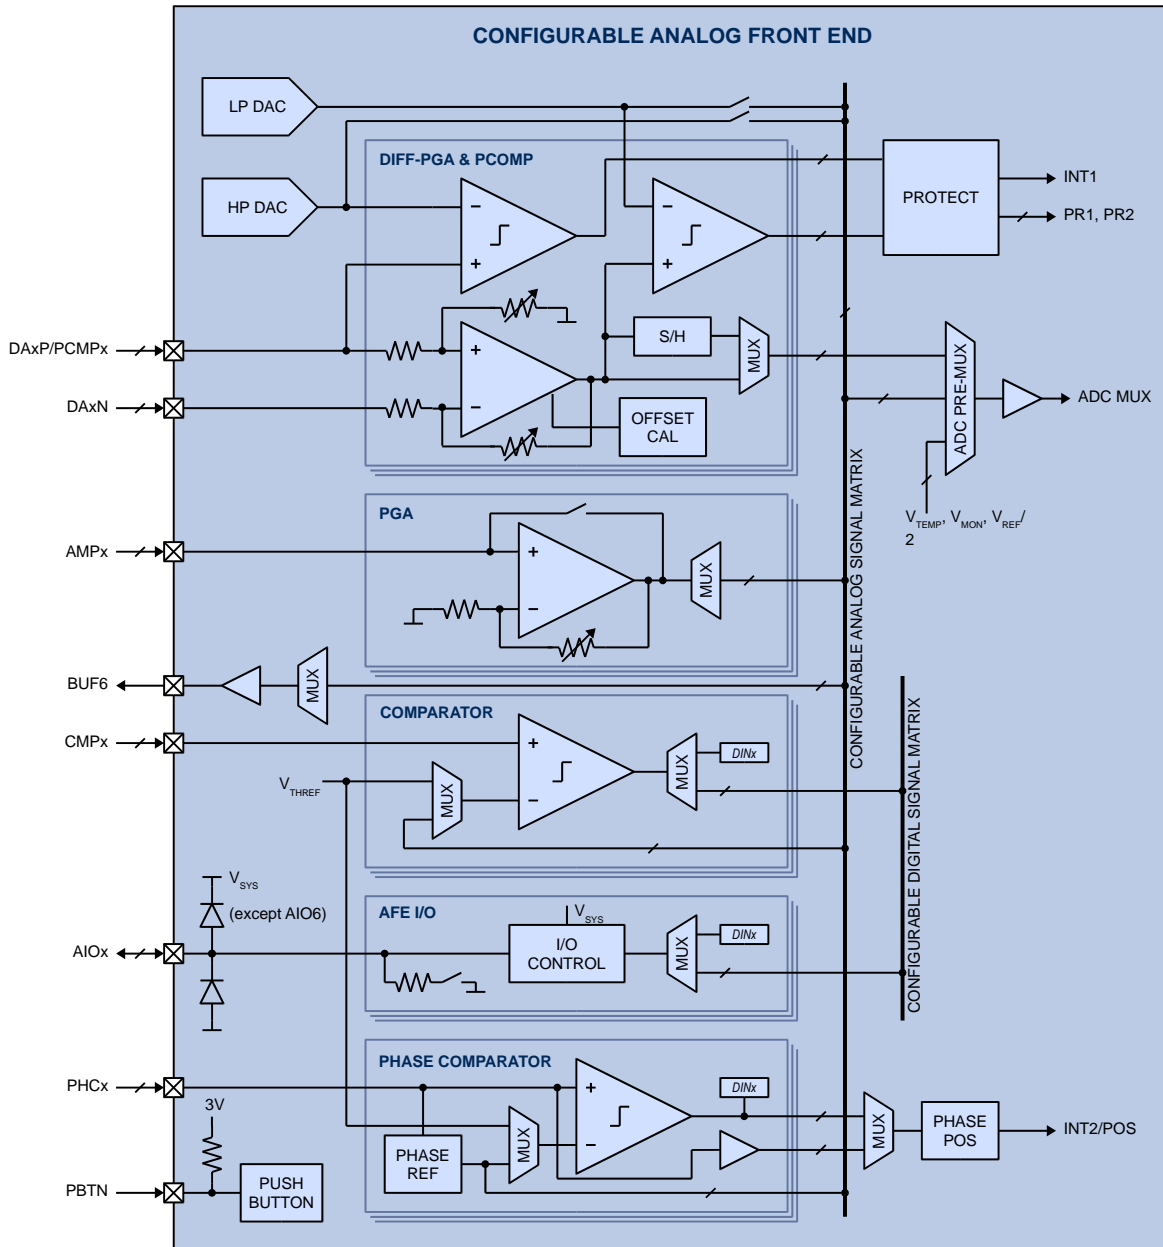 CONFIGURABLE ANALOG FRONT END
LP DAC
DIFF-PGA & PCOMP
HP DAC
PROTECT
INT1
PR1, PR2
DAxP/PCMPx
S/H
MUX
DAxN
OFFSET
CAL
ADC PRE-MUX
ADC MUX
VTEMP, VMON, VREF/
2
CONFIGURABLE ANALOG SIGNAL MATRIX
PGA
AMPx
MUX
BUF6
MUX
COMPARATOR
CMPx
VTHREF
MUX
MUX
DINx
CONFIGURABLE DIGITAL SIGNAL MATRIX
VSYS
(except AIO6)
AFE I/O
VSYS
AIOx
I/O
CONTROL
MUX
DINx
PHASE COMPARATOR
PHCx
3V
DINx
MUX
PHASE
REF
MUX
PHASE
POS
INT2/POS
PBTN
PUSH
BUTTON